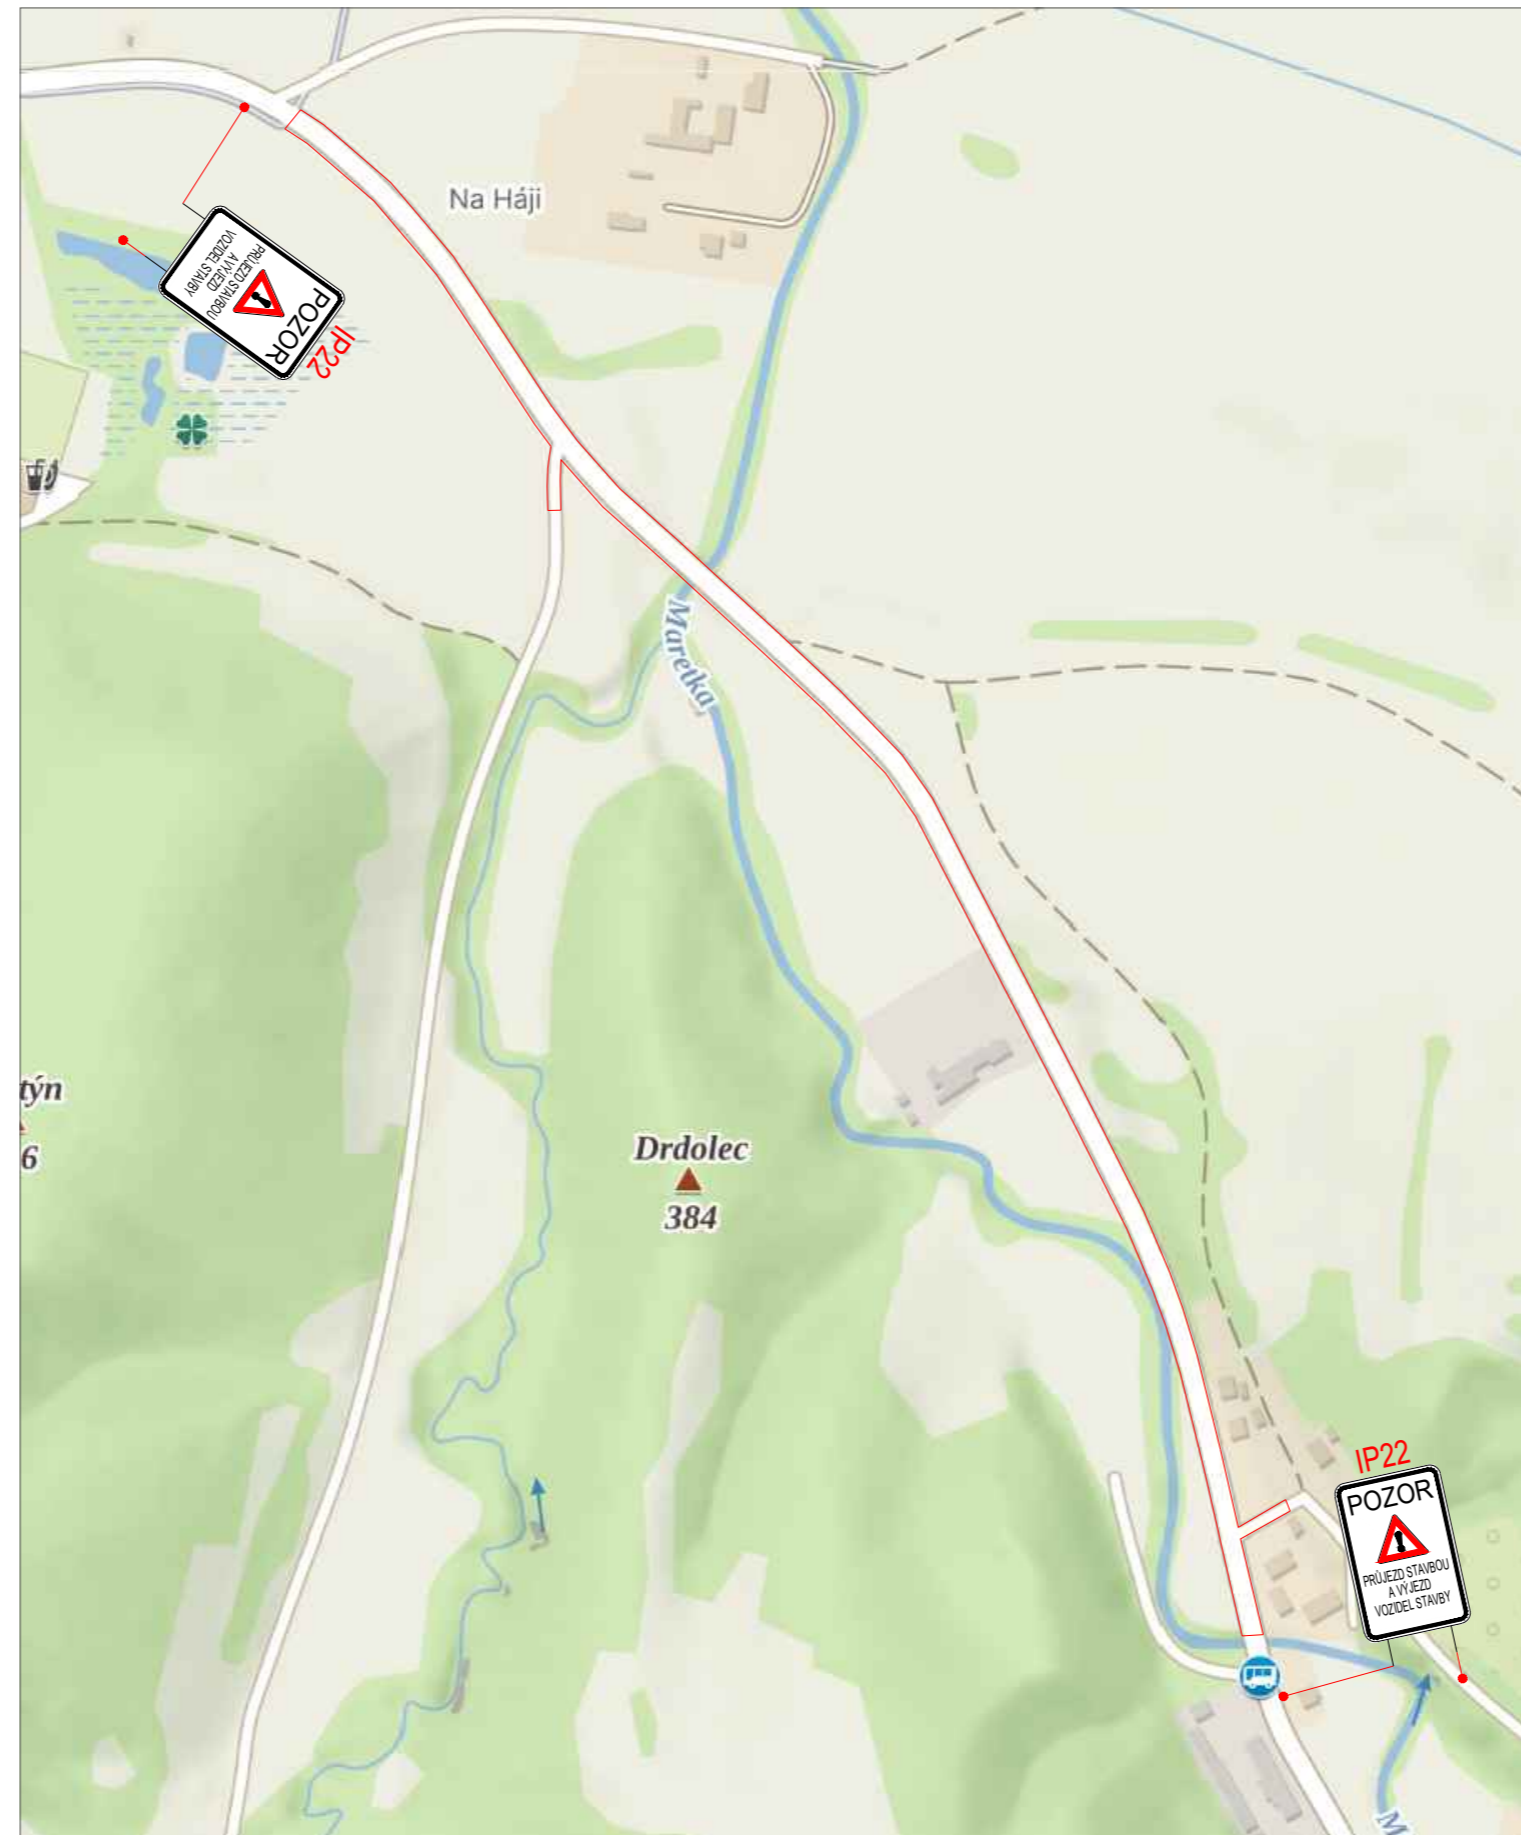 Na Háji
POZOR
PRŮJEZD STAVBOU
A VÝJEZD
VOZIDEL STAVBY
IP22
Maretka
týn
6
Drdolec
384
IP22
POZOR
PRŮJEZD STAVBOU
A VÝJEZD
VOZIDEL STAVBY
M